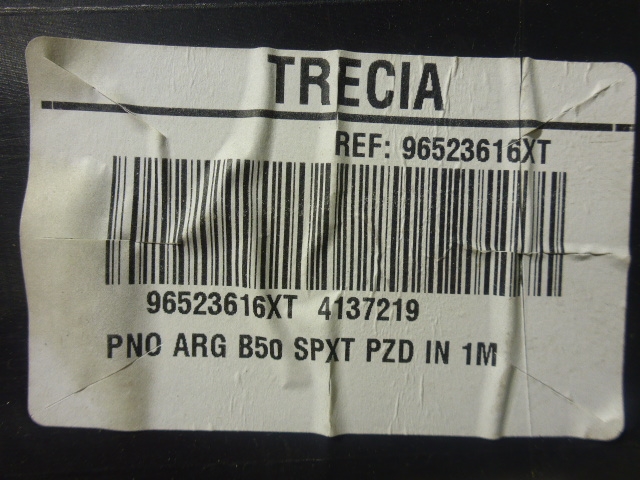 TRECIA
REF: 96523616XT
96523616XT 4137219
PNO ARG B50 SPXT PZD IN 1M